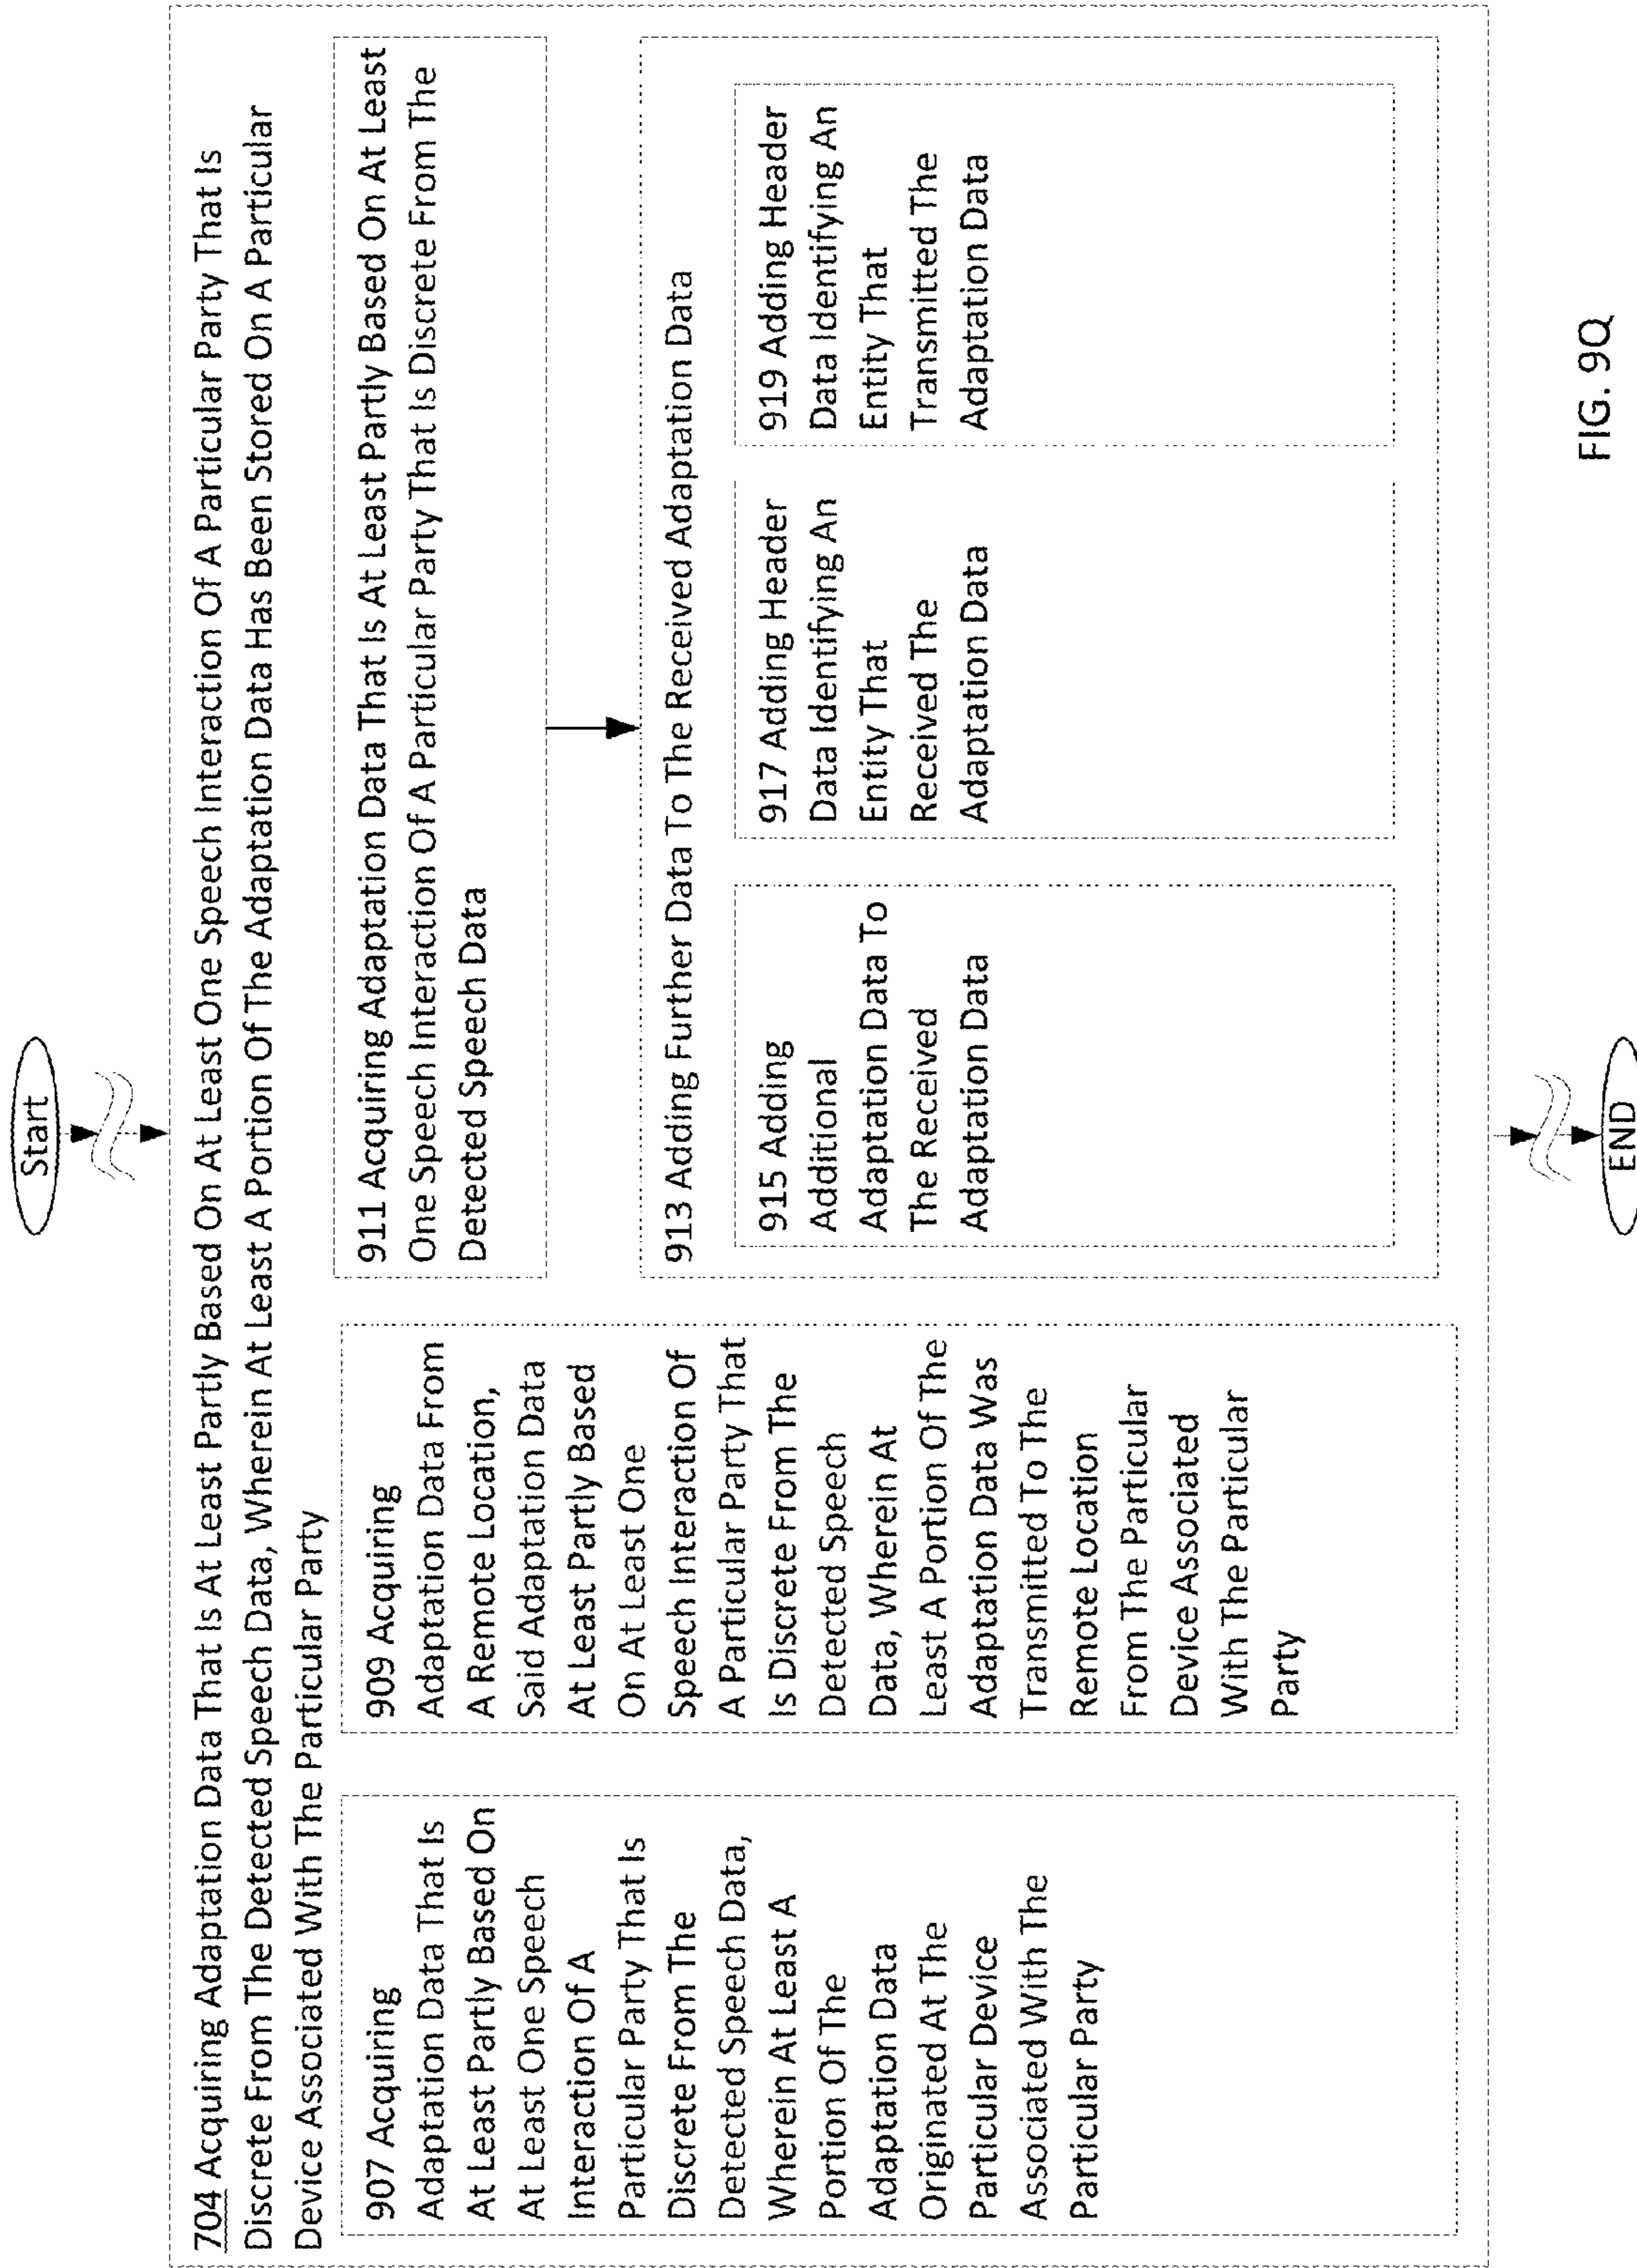 Start
704 Acquiring Adaptation Data That Is At Least Partly Based On At Least One Speech Interaction Of A Particular Party That Is
Discrete From The Detected Speech Data, Wherein At Least A Portion Of The Adaptation Data Has Been Stored On A Particular
Device Associated With The Particular Party
907 Acquiring
Adaptation Data That Is
At Least Partly Based On
At Least One Speech
Interaction Of A
Particular Party That Is
Discrete From The
Detected Speech Data,
Wherein At Least A
Portion Of The
Adaptation Data
Originated At The
Particular Device
Associated With The
Particular Party
909 Acquiring
Adaptation Data From
A Remote Location,
Said Adaptation Data
At Least Partly Based
On At Least One
Speech Interaction Of
A Particular Party That
Is Discrete From The
Detected Speech
Data, Wherein At
Least A Portion Of The
Adaptation Data Was
Transmitted To The
Remote Location
From The Particular
Device Associated
With The Particular
Party
911 Acquiring Adaptation Data That Is At Least Partly Based On At Least
One Speech Interaction Of A Particular Party That Is Discrete From The
Detected Speech Data
913 Adding Further Data To The Received Adaptation Data
915 Adding
Additional
Adaptation Data To
The Received
Adaptation Data
917 Adding Header
Data Identifying An
Entity That
Received The
Adaptation Data
919 Adding Header
Data Identifying An
Entity That
Transmitted The
Adaptation Data
END
FIG. 9Q